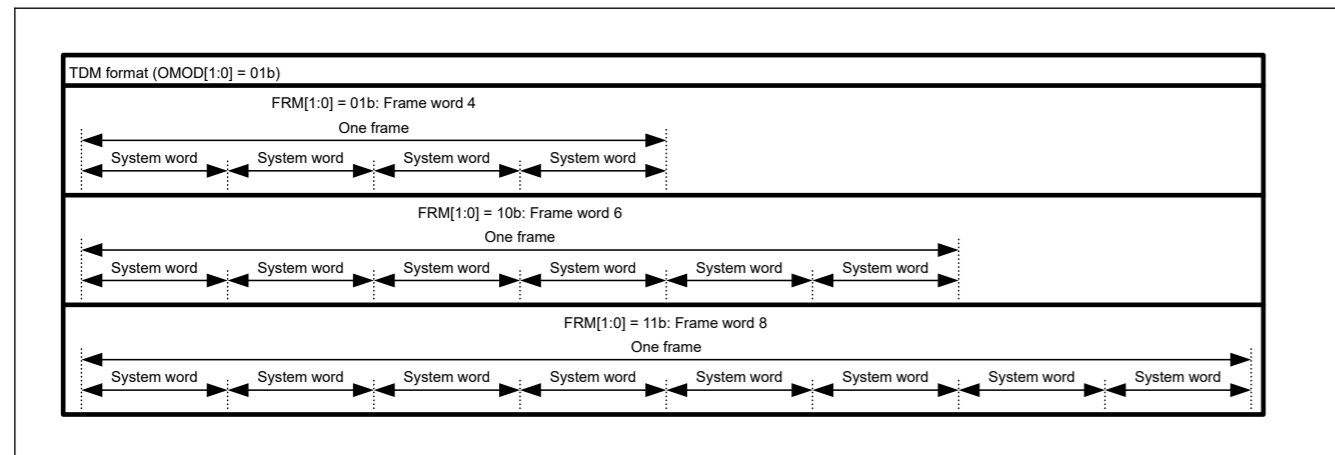 TDM format (OMOD[1:0] = 01b)
FRM[1:0] = 01b: Frame word 4
One frame
System word System word System word System word
FRM[1:0] = 10b: Frame word 6
One frame
System word System word System word System word System word System word
FRM[1:0] = 11b: Frame word 8
One frame
System word System word System word System word System word System word System word System word